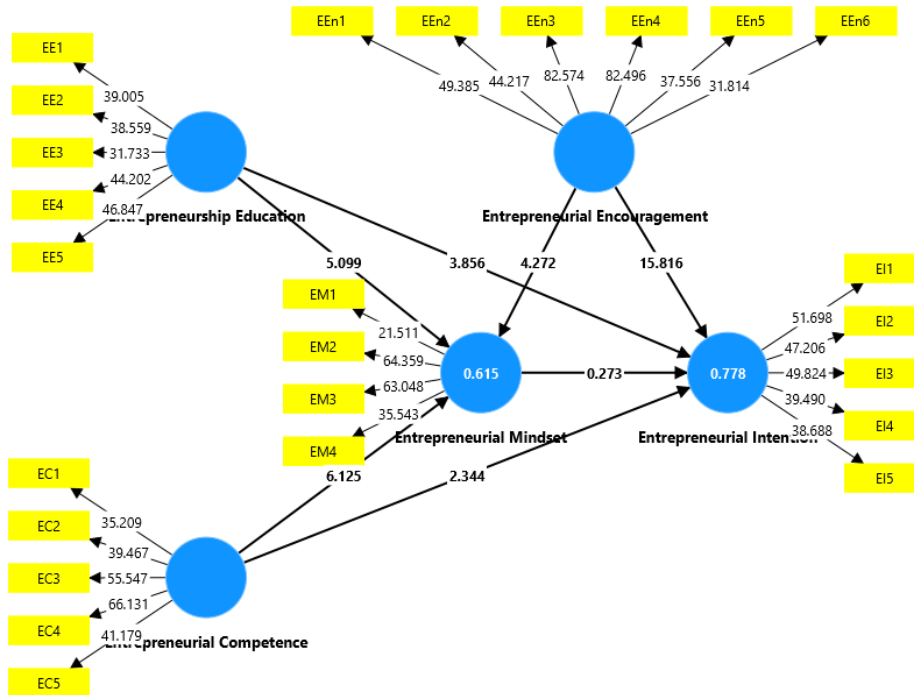 EEn1
EEn2
EEn3
EEn4
EEn5
EEn6
49.385
44.217
82.574
82.496
37.556
31.814
EE1
EE2
EE3
EE4
EE5
39.005
38.559
31.733
44.202
46.847
Entrepreneurship Education
Entrepreneurial Encouragement
5.099
3.856
4.272
15.816
EM1
EM2
EM3
EM4
21.511
64.359
63.048
35.543
0.615
Entrepreneurial Mindset
0.273
0.778
Entrepreneurial Intention
EI1
EI2
EI3
EI4
EI5
51.698
47.206
49.824
39.490
38.688
6.125
2.344
EC1
EC2
EC3
EC4
EC5
35.209
39.467
55.547
66.131
41.179
Entrepreneurial Competence